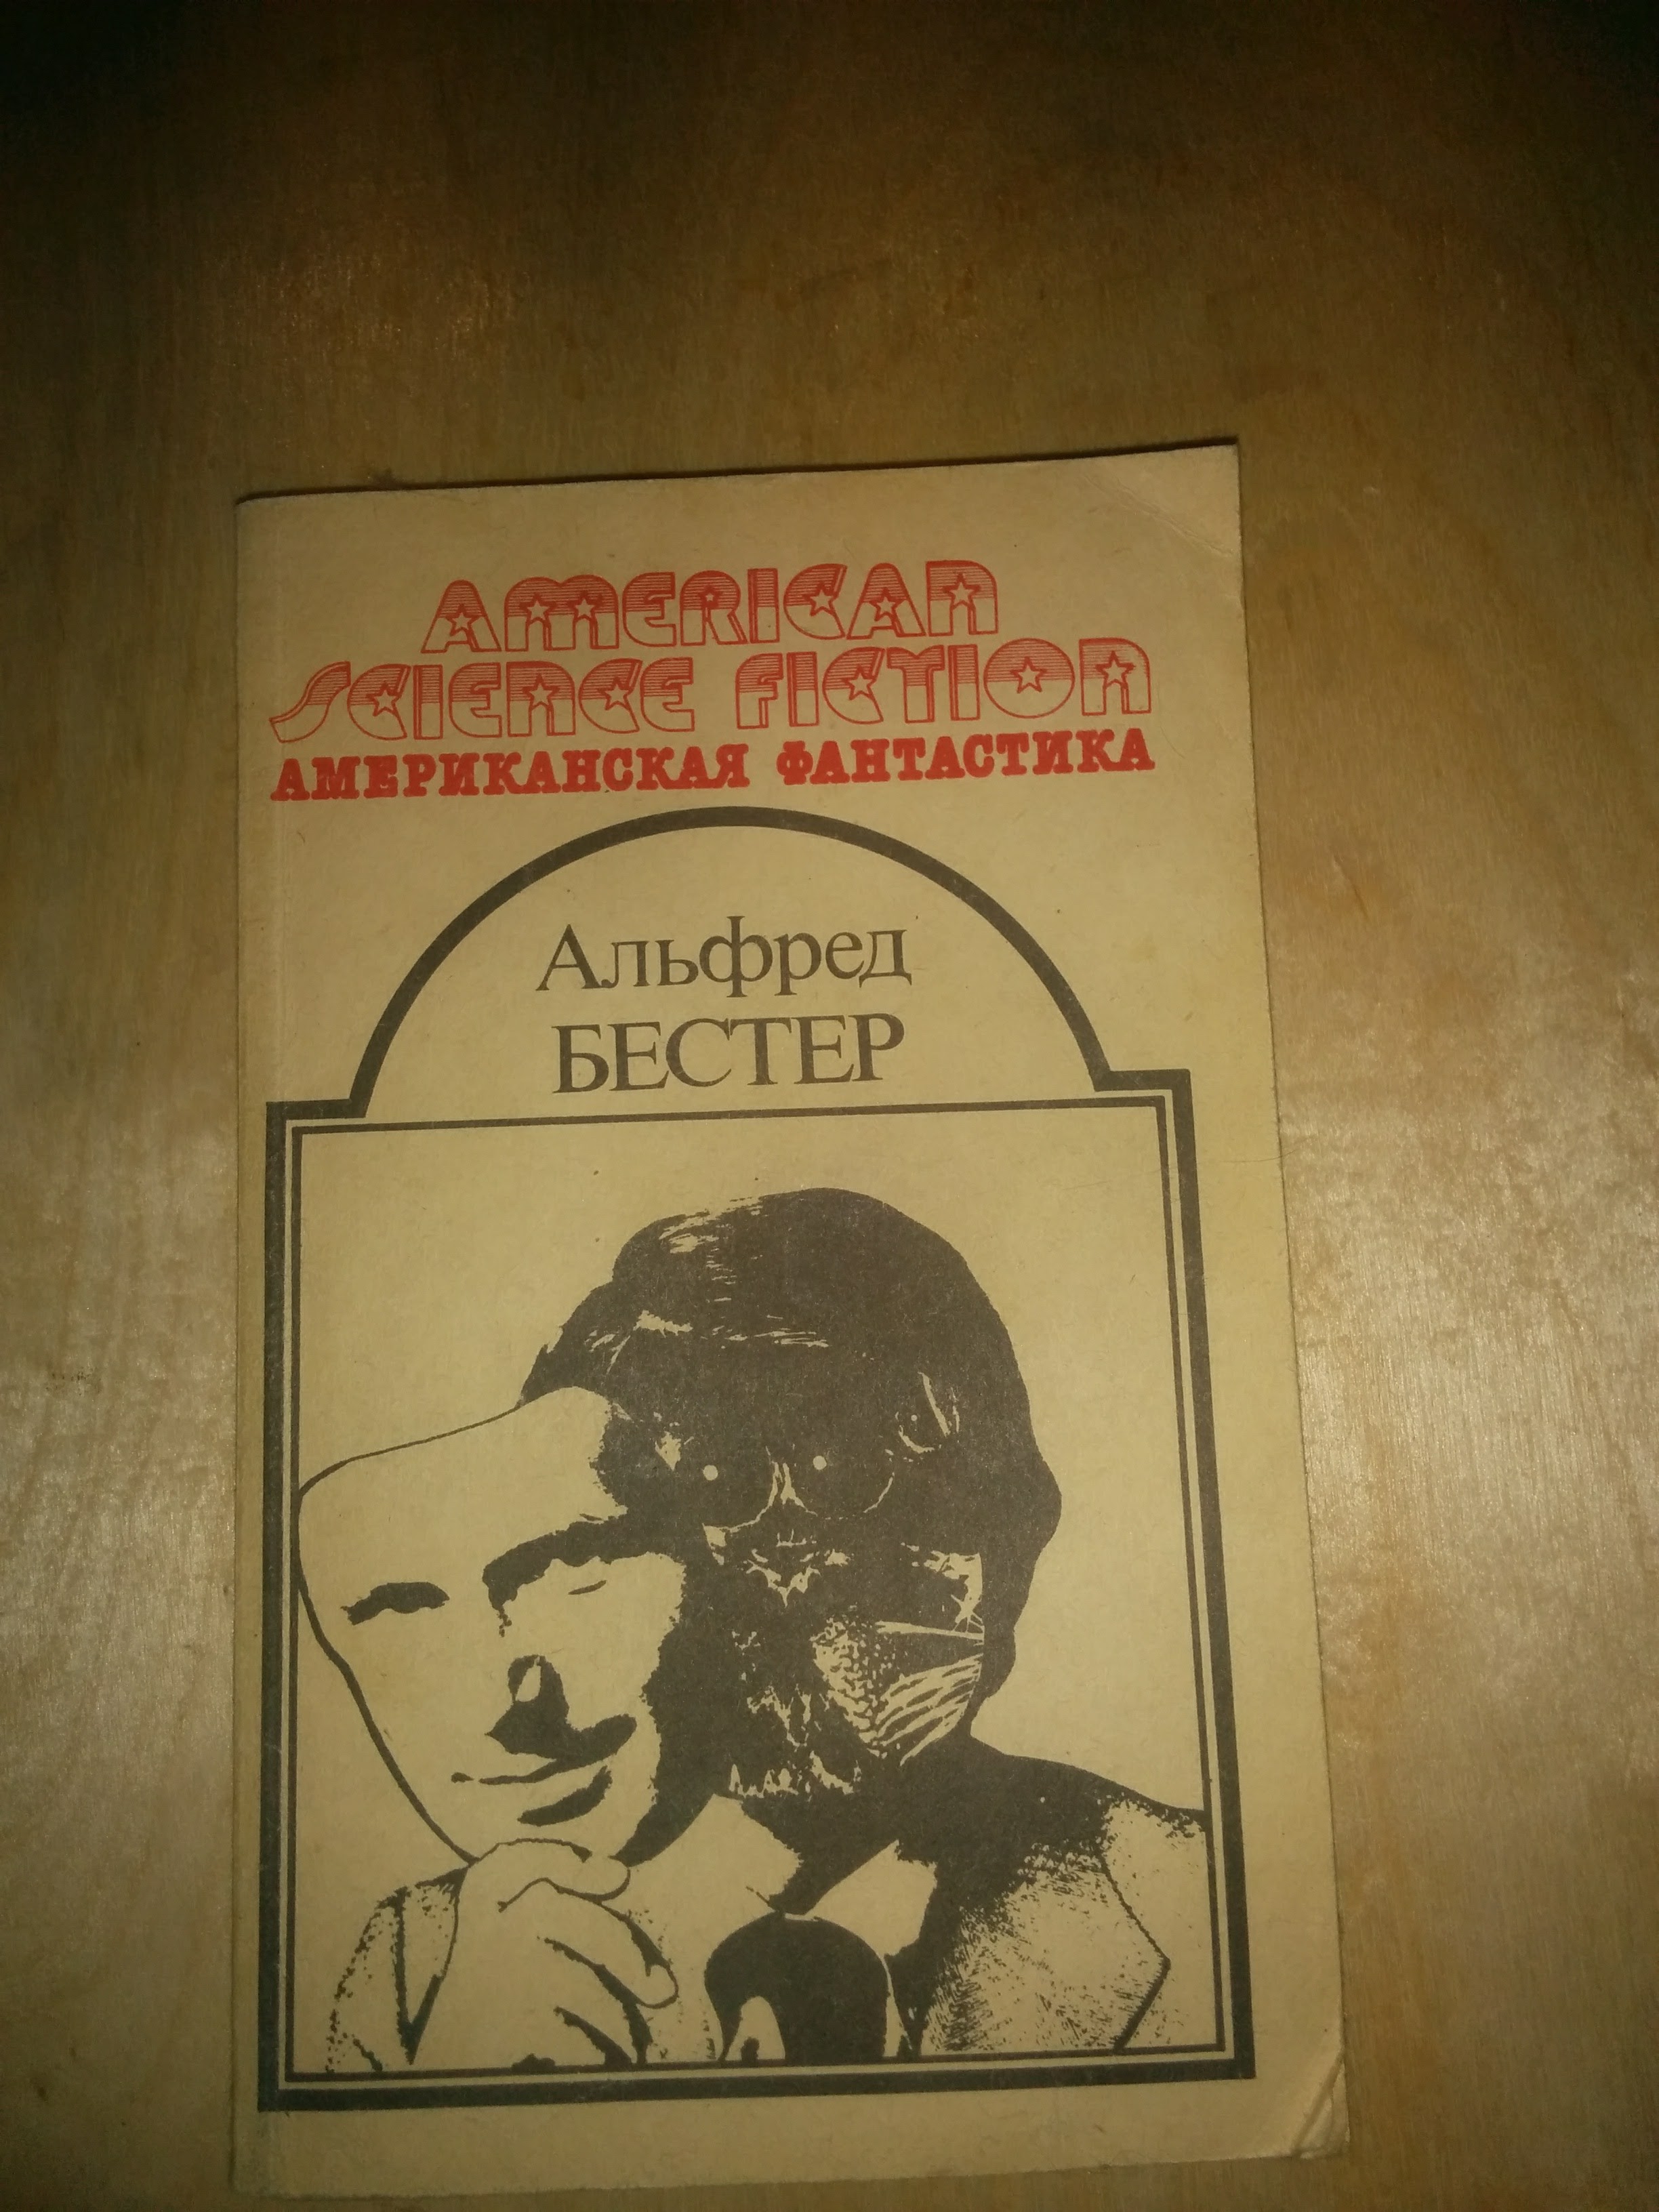 AMERICAN
SCIENCE FICTION
АМЕРИКАНСКАЯ ФАНТАСТИКА
Альфред
БЕСТЕР